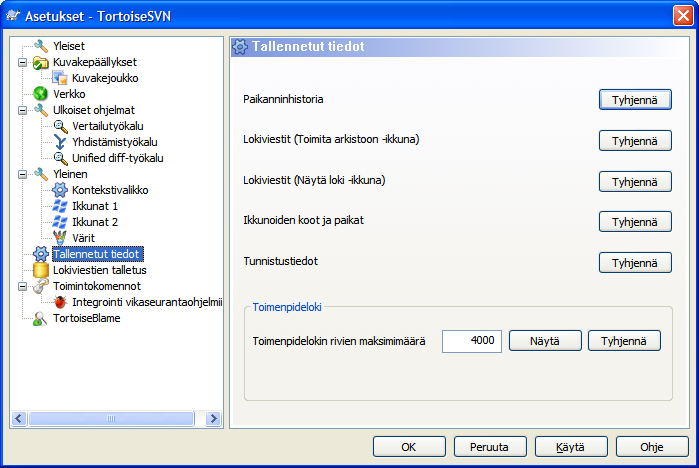 Asetukset - TortoiseSVN
Yleiset
Kuvakepäällykset
Kuvakejoukko
Verkko
Ulkoiset ohjelmat
Vertailutyökalu
Yhdistämistyökalu
Unified diff-työkalu
Yleinen
Kontekstivalikko
Ikkunat 1
Ikkunat 2
Värit
Tallennetut tiedot
Lokiviestien talletus
Toimintokomennot
Integrointi vikaseurantaohjelmii
TortoiseBlame
Tallennetut tiedot
Paikanninhistoria Tyhjennä
Lokiviestit (Toimita arkistoon -ikkuna) Tyhjennä
Lokiviestit (Näytä loki -ikkuna) Tyhjennä
Ikkunoiden koot ja paikat Tyhjennä
Tunnistustiedot Tyhjennä
Toimenpideloki
Toimenpidelokin rivien maksimimäärä 4000 Näytä Tyhjennä
OK Peruuta Käytä Ohje